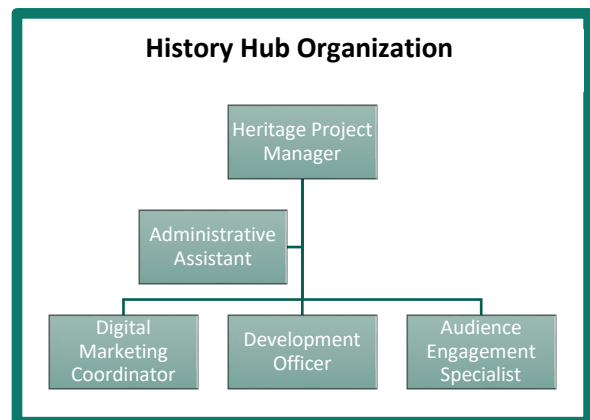 History Hub Organization
Heritage Project
Manager
Administrative
Assistant
Digital
Marketing
Coordinator
Development
Officer
Audience
Engagement
Specialist